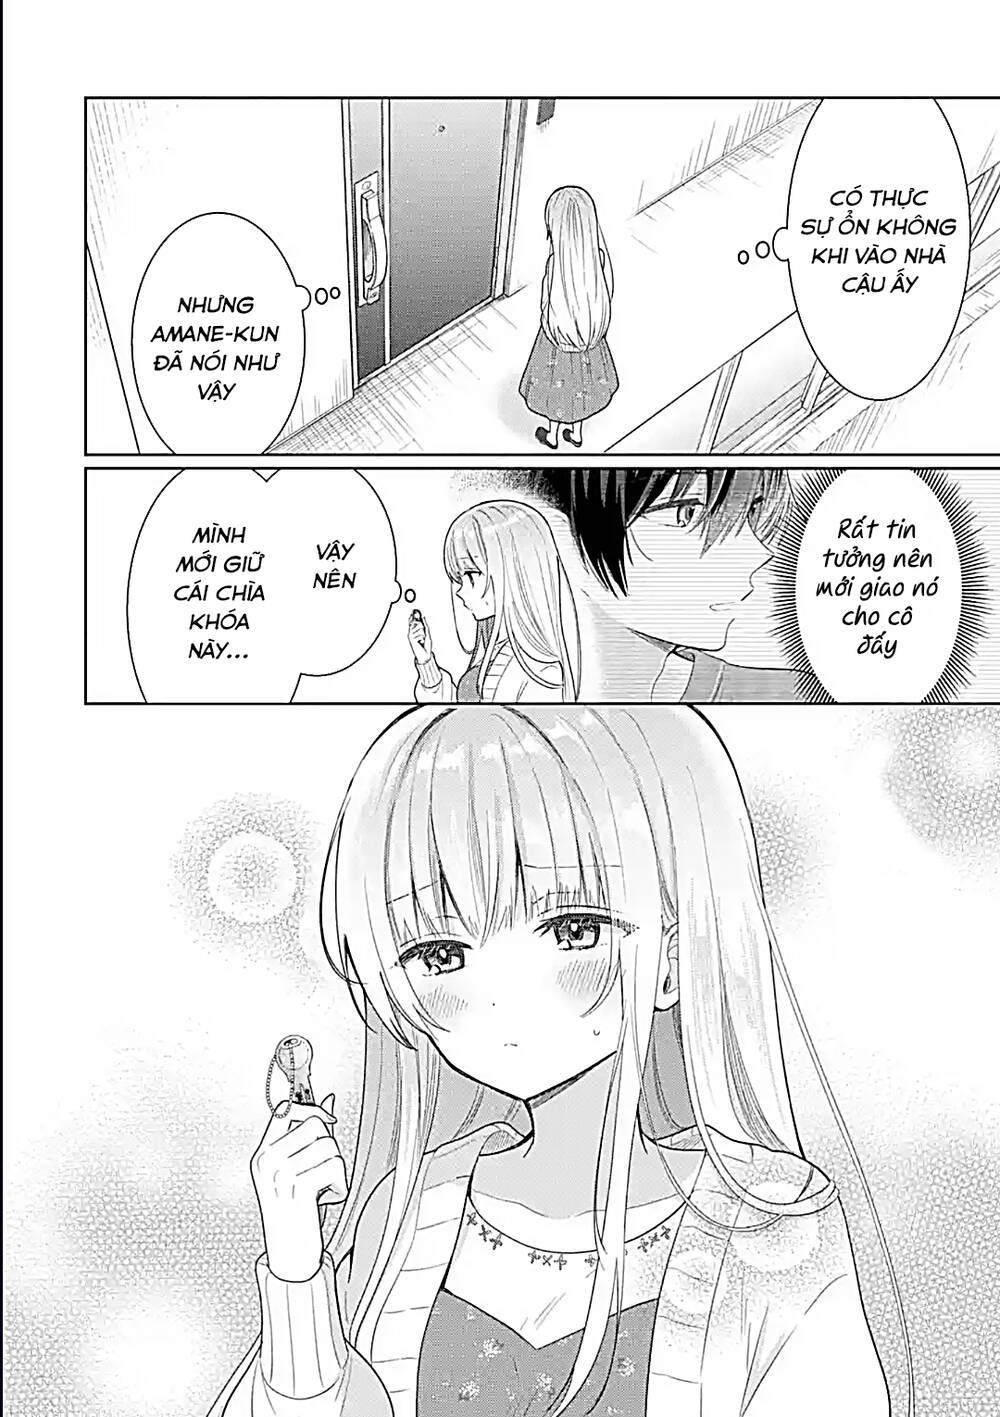 CÓ THỰC
SỰ ỔN KHÔNG
KHI VÀO NHÀ
CẬU ẤY
NHƯNG
AMANE-KUN
ĐÃ NÓI NHƯ
VẬY
Rất tin
tưởng nên
mới giao nó
cho cô
đấy
VẬY
NÊN
MÌNH
MỚI GIỮ
CÁI CHÌA
KHÓA
NÀY...